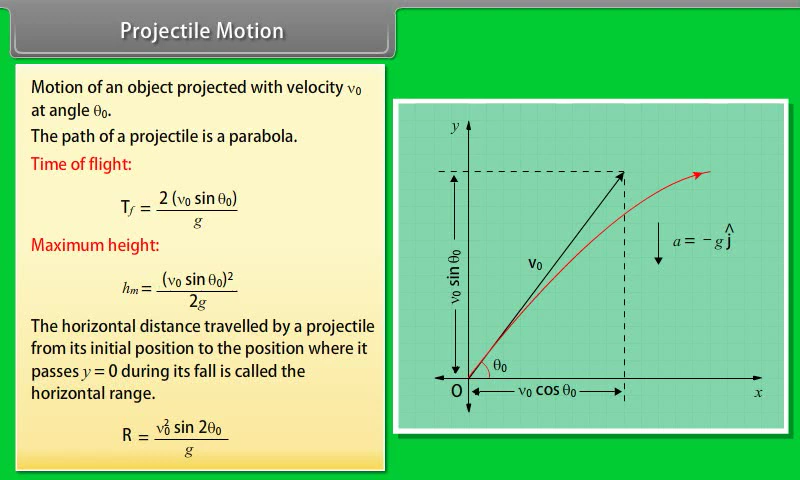 Projectile Motion
Motion of an object projected with velocity v₀
at angle θ₀.
The path of a projectile is a parabola.
Time of flight:
T_f = 2 (v₀ sin θ₀) / g
Maximum height:
h_m = (v₀ sin θ₀)² / 2g
The horizontal distance travelled by a projectile
from its initial position to the position where it
passes y = 0 during its fall is called the
horizontal range.
R = v₀² sin 2θ₀ / g
y
v₀ sin θ₀
v₀
a = − g ĵ
θ₀
O
v₀ cos θ₀
x